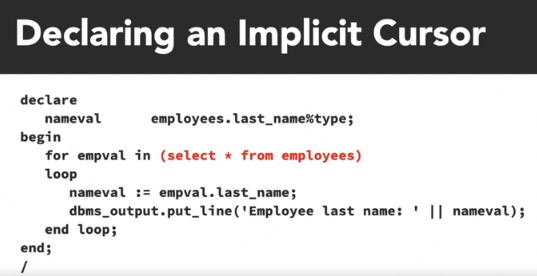 Declaring an Implicit Cursor
declare
nameval employees.last_name%type;
begin
for empval in (select * from employees)
loop
nameval := empval.last_name;
dbms_output.put_line('Employee last name: ' || nameval);
end loop;
end;
/